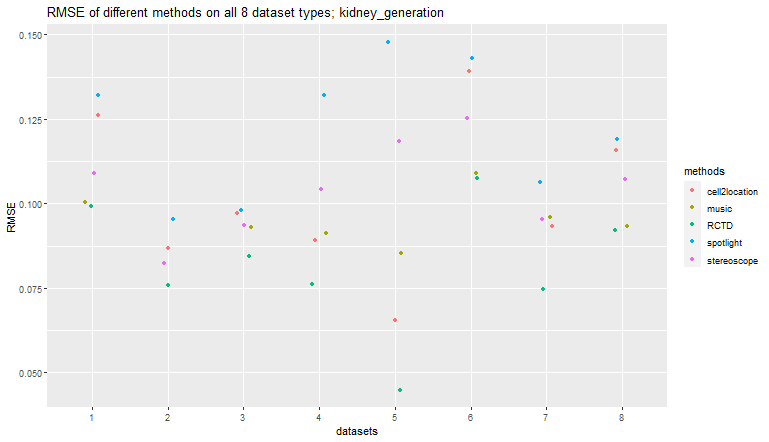 RMSE of different methods on all 8 dataset types; kidney_generation
0.150
0.125
0.100
0.075
0.050
RMSE
1 2 3 4 5 6 7 8
datasets
methods
cell2location
music
RCTD
spotlight
stereoscope